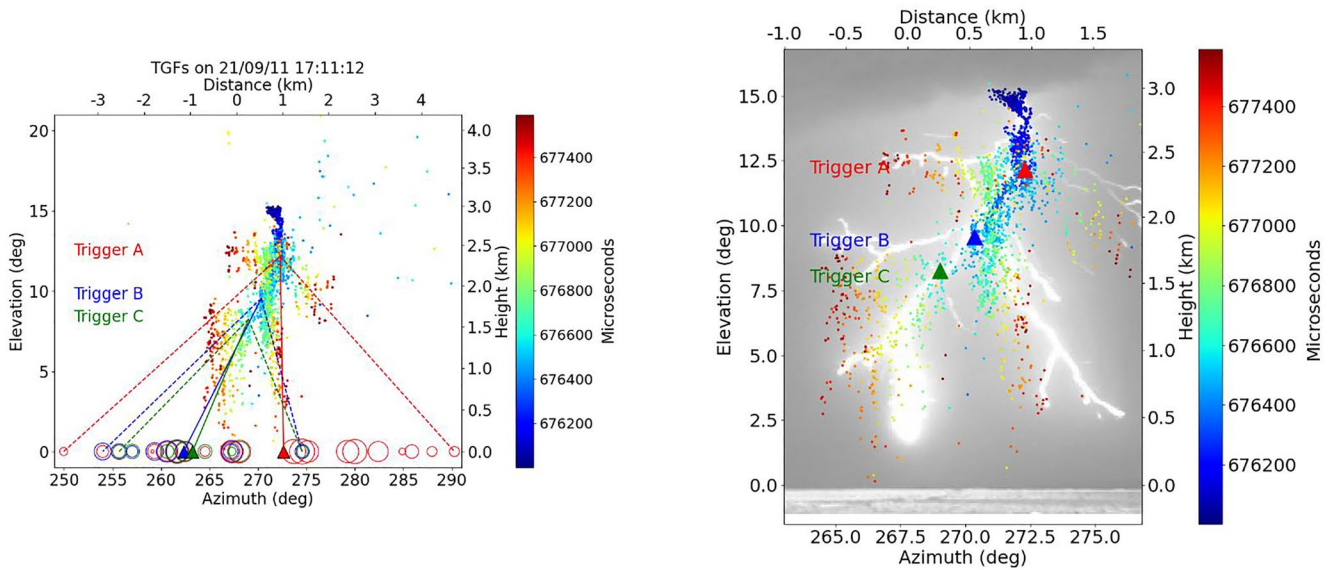 TGFs on 21/09/11 17:11:12
Distance (km)
-3 -2 -1 0 1 2 3 4
20
15
10
5
0
Elevation (deg)
Trigger A
Trigger B
Trigger C
4.0
3.5
3.0
2.5
2.0
1.5
1.0
0.5
0.0
Height (km)
250 255 260 265 270 275 280 285 290
Azimuth (deg)
677400
677200
677000
676800
676600
676400
676200
Microseconds
Distance (km)
-1.0 -0.5 0.0 0.5 1.0 1.5
15.0
12.5
10.0
7.5
5.0
2.5
0.0
Elevation (deg)
Trigger A
Trigger B
Trigger C
3.0
2.5
2.0
1.5
1.0
0.5
0.0
Height (km)
265.0 267.5 270.0 272.5 275.0
Azimuth (deg)
677400
677200
677000
676800
676600
676400
676200
Microseconds